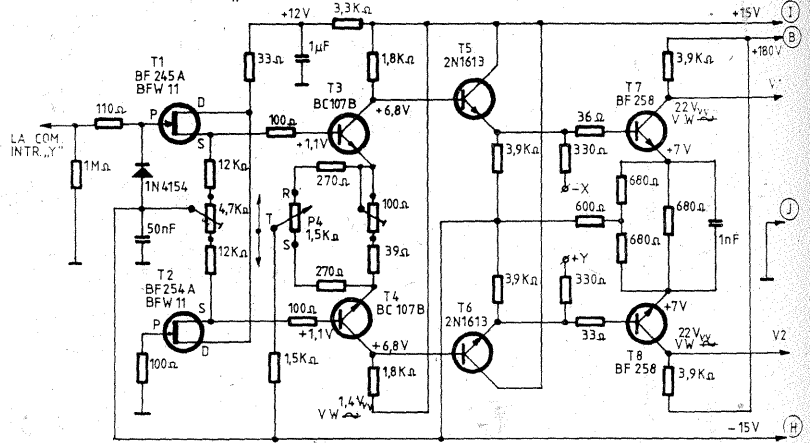 +12V
3,3KΩ
+15V
I
B
+180V
33Ω
1µF
1,8KΩ
T5
2N1613
3,9KΩ
T1
BF 245A
BFW 11
D
T3
BC107B
+6,8V
T7
BF 258
22Vvv
VW
V1
110Ω
P
S
100Ω
+1,1V
36Ω
+7V
LA COM.
INTR. „Y"
1MΩ
1N4154
12KΩ
270Ω
3,9KΩ
330Ω
-X
680Ω
4,7KΩ
R
T
P4
1,5KΩ
S
100Ω
600Ω
680Ω
680Ω
1nF
J
50nF
12KΩ
39Ω
270Ω
3,9KΩ
+Y
330Ω
T2
BF254A
BFW 11
S
P
D
100Ω
+1,1V
T4
BC 107B
+6,8V
T6
2N1613
33Ω
+7V
22Vvv
VW
V2
T8
BF 258
100Ω
1,5KΩ
1,8KΩ
1,4Vvv
VW
3,9KΩ
-15V
H